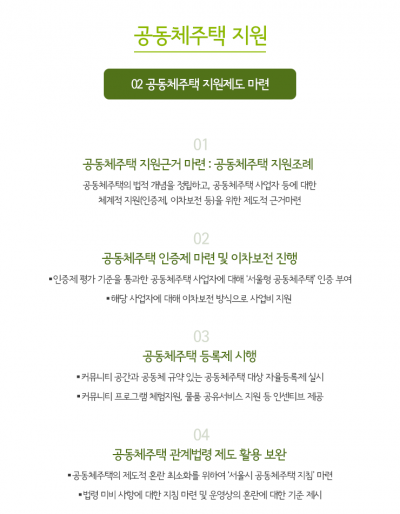 공동체주택 지원
02 공동체주택 지원제도 마련
01
공동체주택 지원근거 마련 : 공동체주택 지원조례
공동체주택의 법적 개념을 정립하고, 공동체주택 사업자 등에 대한
체계적 지원(인증제, 이차보전 등)을 위한 제도적 근거마련
02
공동체주택 인증제 마련 및 이차보전 진행
▪인증제 평가 기준을 통과한 공동체주택 사업자에 대해 '서울형 공동체주택' 인증 부여
▪해당 사업자에 대해 이차보전 방식으로 사업비 지원
03
공동체주택 등록제 시행
▪커뮤니티 공간과 공동체 규약 있는 공동체주택 대상 자율등록제 실시
▪커뮤니티 프로그램 체험지원, 물품 공유서비스 지원 등 인센티브 제공
04
공동체주택 관계법령 제도 활용 보완
▪공동체주택의 제도적 혼란 최소화를 위하여 '서울시 공동체주택 지침' 마련
▪법령 미비 사항에 대한 지침 마련 및 운영상의 혼란에 대한 기준 제시